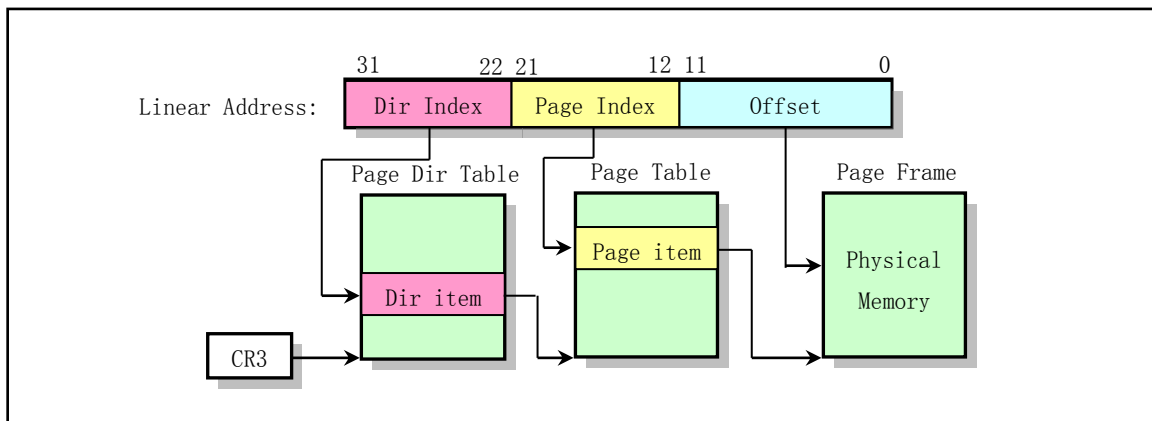 31 22 21 12 11 0
Linear Address: Dir Index Page Index Offset
Page Dir Table Page Table Page Frame
Page item
Physical
Memory
Dir item
CR3